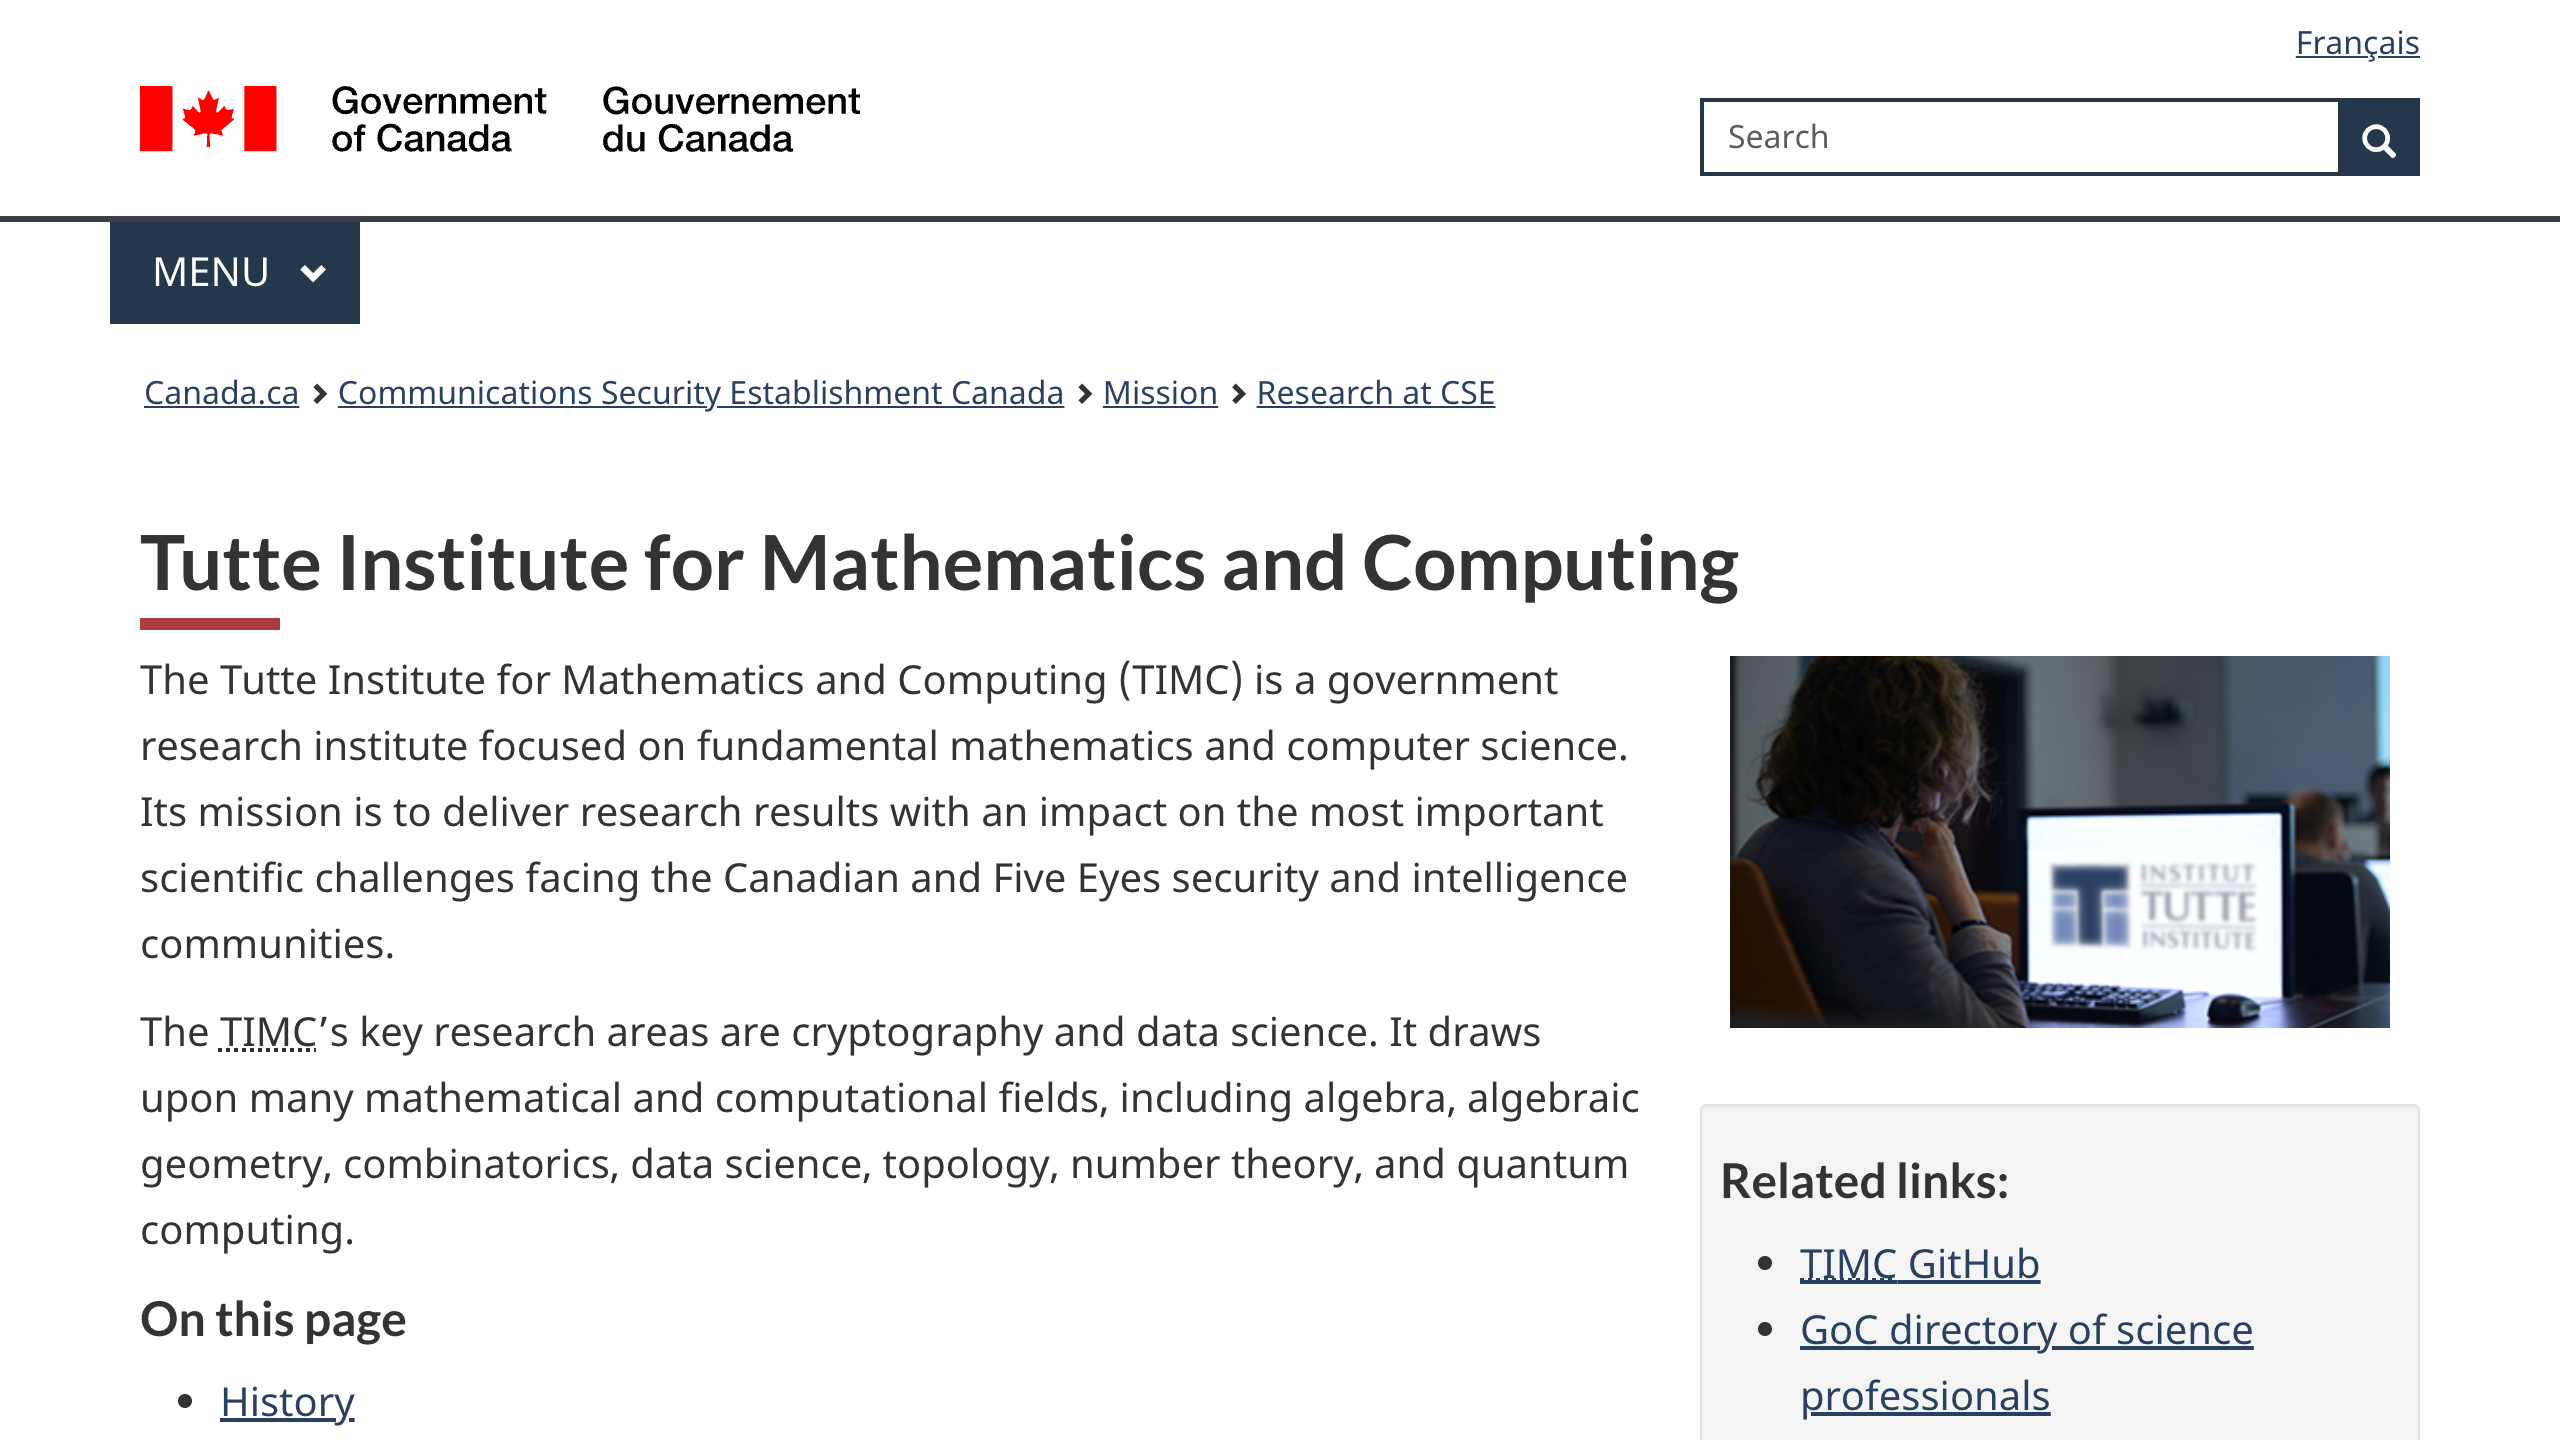 Français
Government
of Canada
Gouvernement
du Canada
Search
MENU
Canada.ca
Communications Security Establishment Canada
Mission
Research at CSE
Tutte Institute for Mathematics and Computing
The Tutte Institute for Mathematics and Computing (TIMC) is a government
research institute focused on fundamental mathematics and computer science.
Its mission is to deliver research results with an impact on the most important
scientific challenges facing the Canadian and Five Eyes security and intelligence
communities.
The TIMC’s key research areas are cryptography and data science. It draws
upon many mathematical and computational fields, including algebra, algebraic
geometry, combinatorics, data science, topology, number theory, and quantum
computing.
On this page
History
INSTITUT
TUTTE
INSTITUTE
Related links:
TIMC GitHub
GoC directory of science
professionals